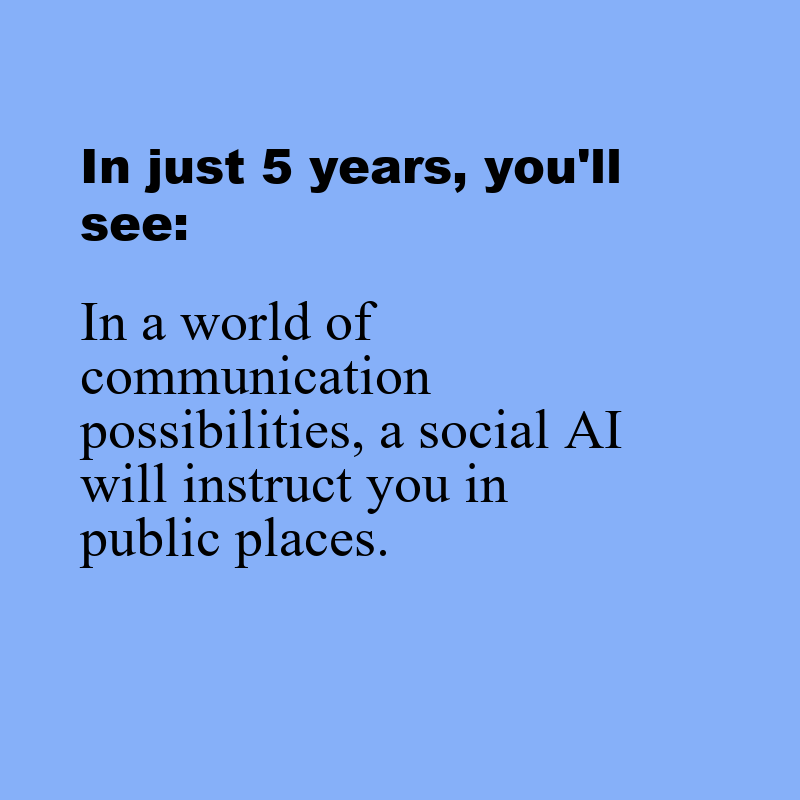 In just 5 years, you'll
see:
In a world of
communication
possibilities, a social AI
will instruct you in
public places.